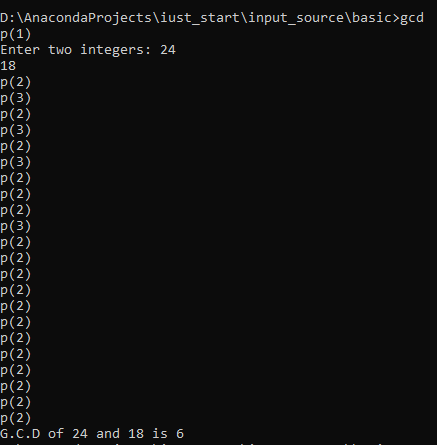 D:\AnacondaProjects\iust_start\input_source\basic>gcd
p(1)
Enter two integers: 24
18
p(2)
p(3)
p(2)
p(3)
p(2)
p(3)
p(2)
p(2)
p(2)
p(3)
p(2)
p(2)
p(2)
p(2)
p(2)
p(2)
p(2)
p(2)
p(2)
p(2)
p(2)
p(2)
G.C.D of 24 and 18 is 6